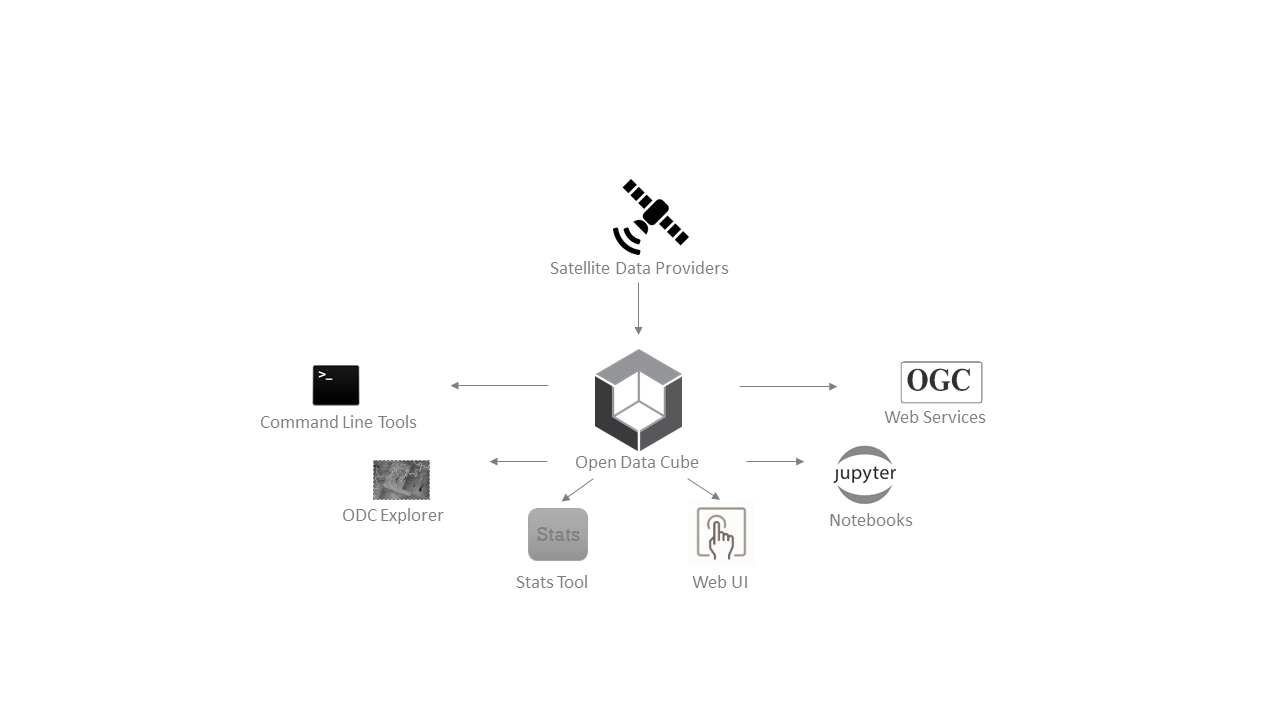 Satellite Data Providers
>_
Command Line Tools
OGC
Web Services
Open Data Cube
ODC Explorer
jupyter
Notebooks
Stats
Stats Tool
Web UI